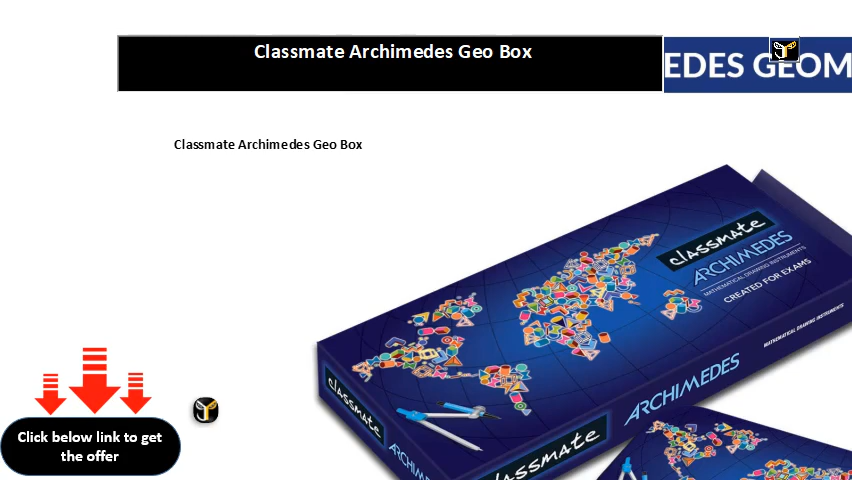 Classmate Archimedes Geo Box
EDES GEOM
Classmate Archimedes Geo Box
classmate
ARCHIMEDES
MATHEMATICAL DRAWING INSTRUMENTS
CREATED FOR EXAMS
MATHEMATICAL DRAWING INSTRUMENTS
ARCHIMEDES
classmate
ARCHIM
classmate
Click below link to get
the offer